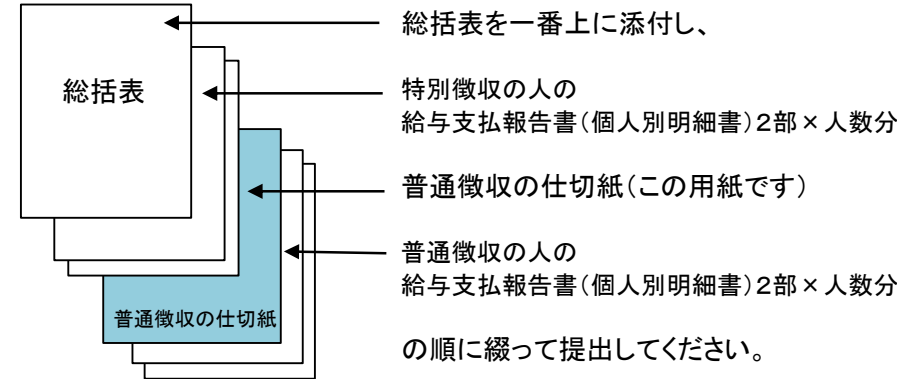 総括表を一番上に添付し、
総括表
特別徴収の人の
給与支払報告書（個人別明細書）２部×人数分
普通徴収の仕切紙（この用紙です）
普通徴収の人の
給与支払報告書（個人別明細書）２部×人数分
普通徴収の仕切紙
の順に綴って提出してください。